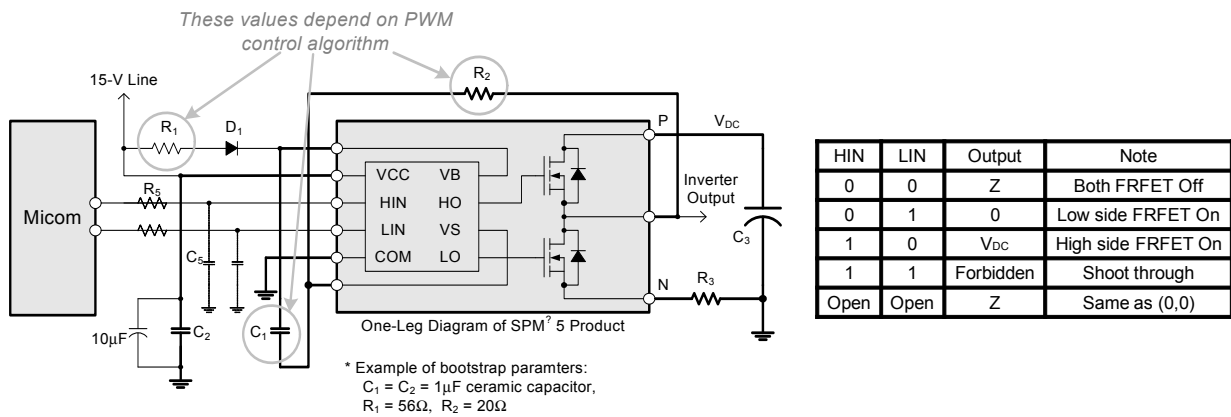 These values depend on PWM
control algorithm
R2
15-V Line
R1
D1
P
VDC
VCC
VB
HIN
HO
LIN
VS
COM
LO
Micom
R5
C5
Inverter
Output
C3
R3
N
10μF
C2
C1
One-Leg Diagram of SPM? 5 Product
* Example of bootstrap paramters:
C1 = C2 = 1μF ceramic capacitor,
R1 = 56Ω, R2 = 20Ω
HIN LIN Output Note
0 0 Z Both FRFET Off
0 1 0 Low side FRFET On
1 0 VDC High side FRFET On
1 1 Forbidden Shoot through
Open Open Z Same as (0,0)